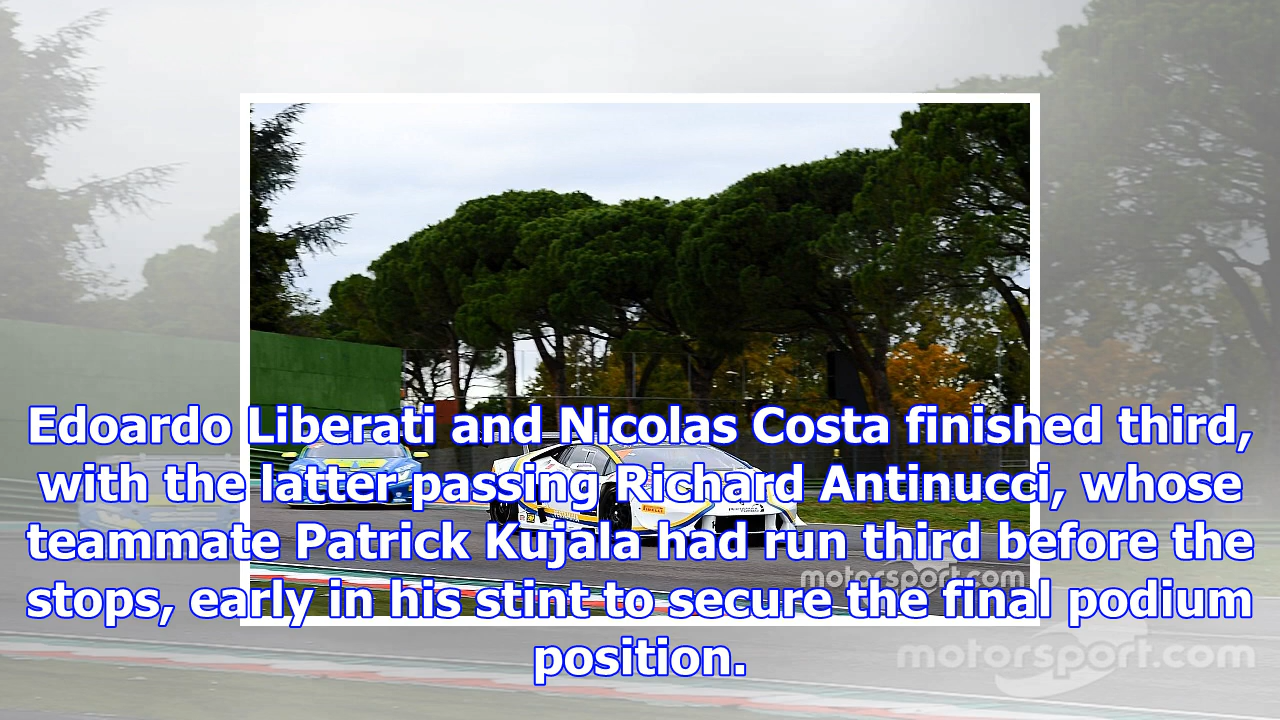 Edoardo Liberati and Nicolas Costa finished third,
with the latter passing Richard Antinucci, whose
teammate Patrick Kujala had run third before the
stops, early in his stint to secure the final podium
position.
PIRELLI
motorsport.com
motorsport.com